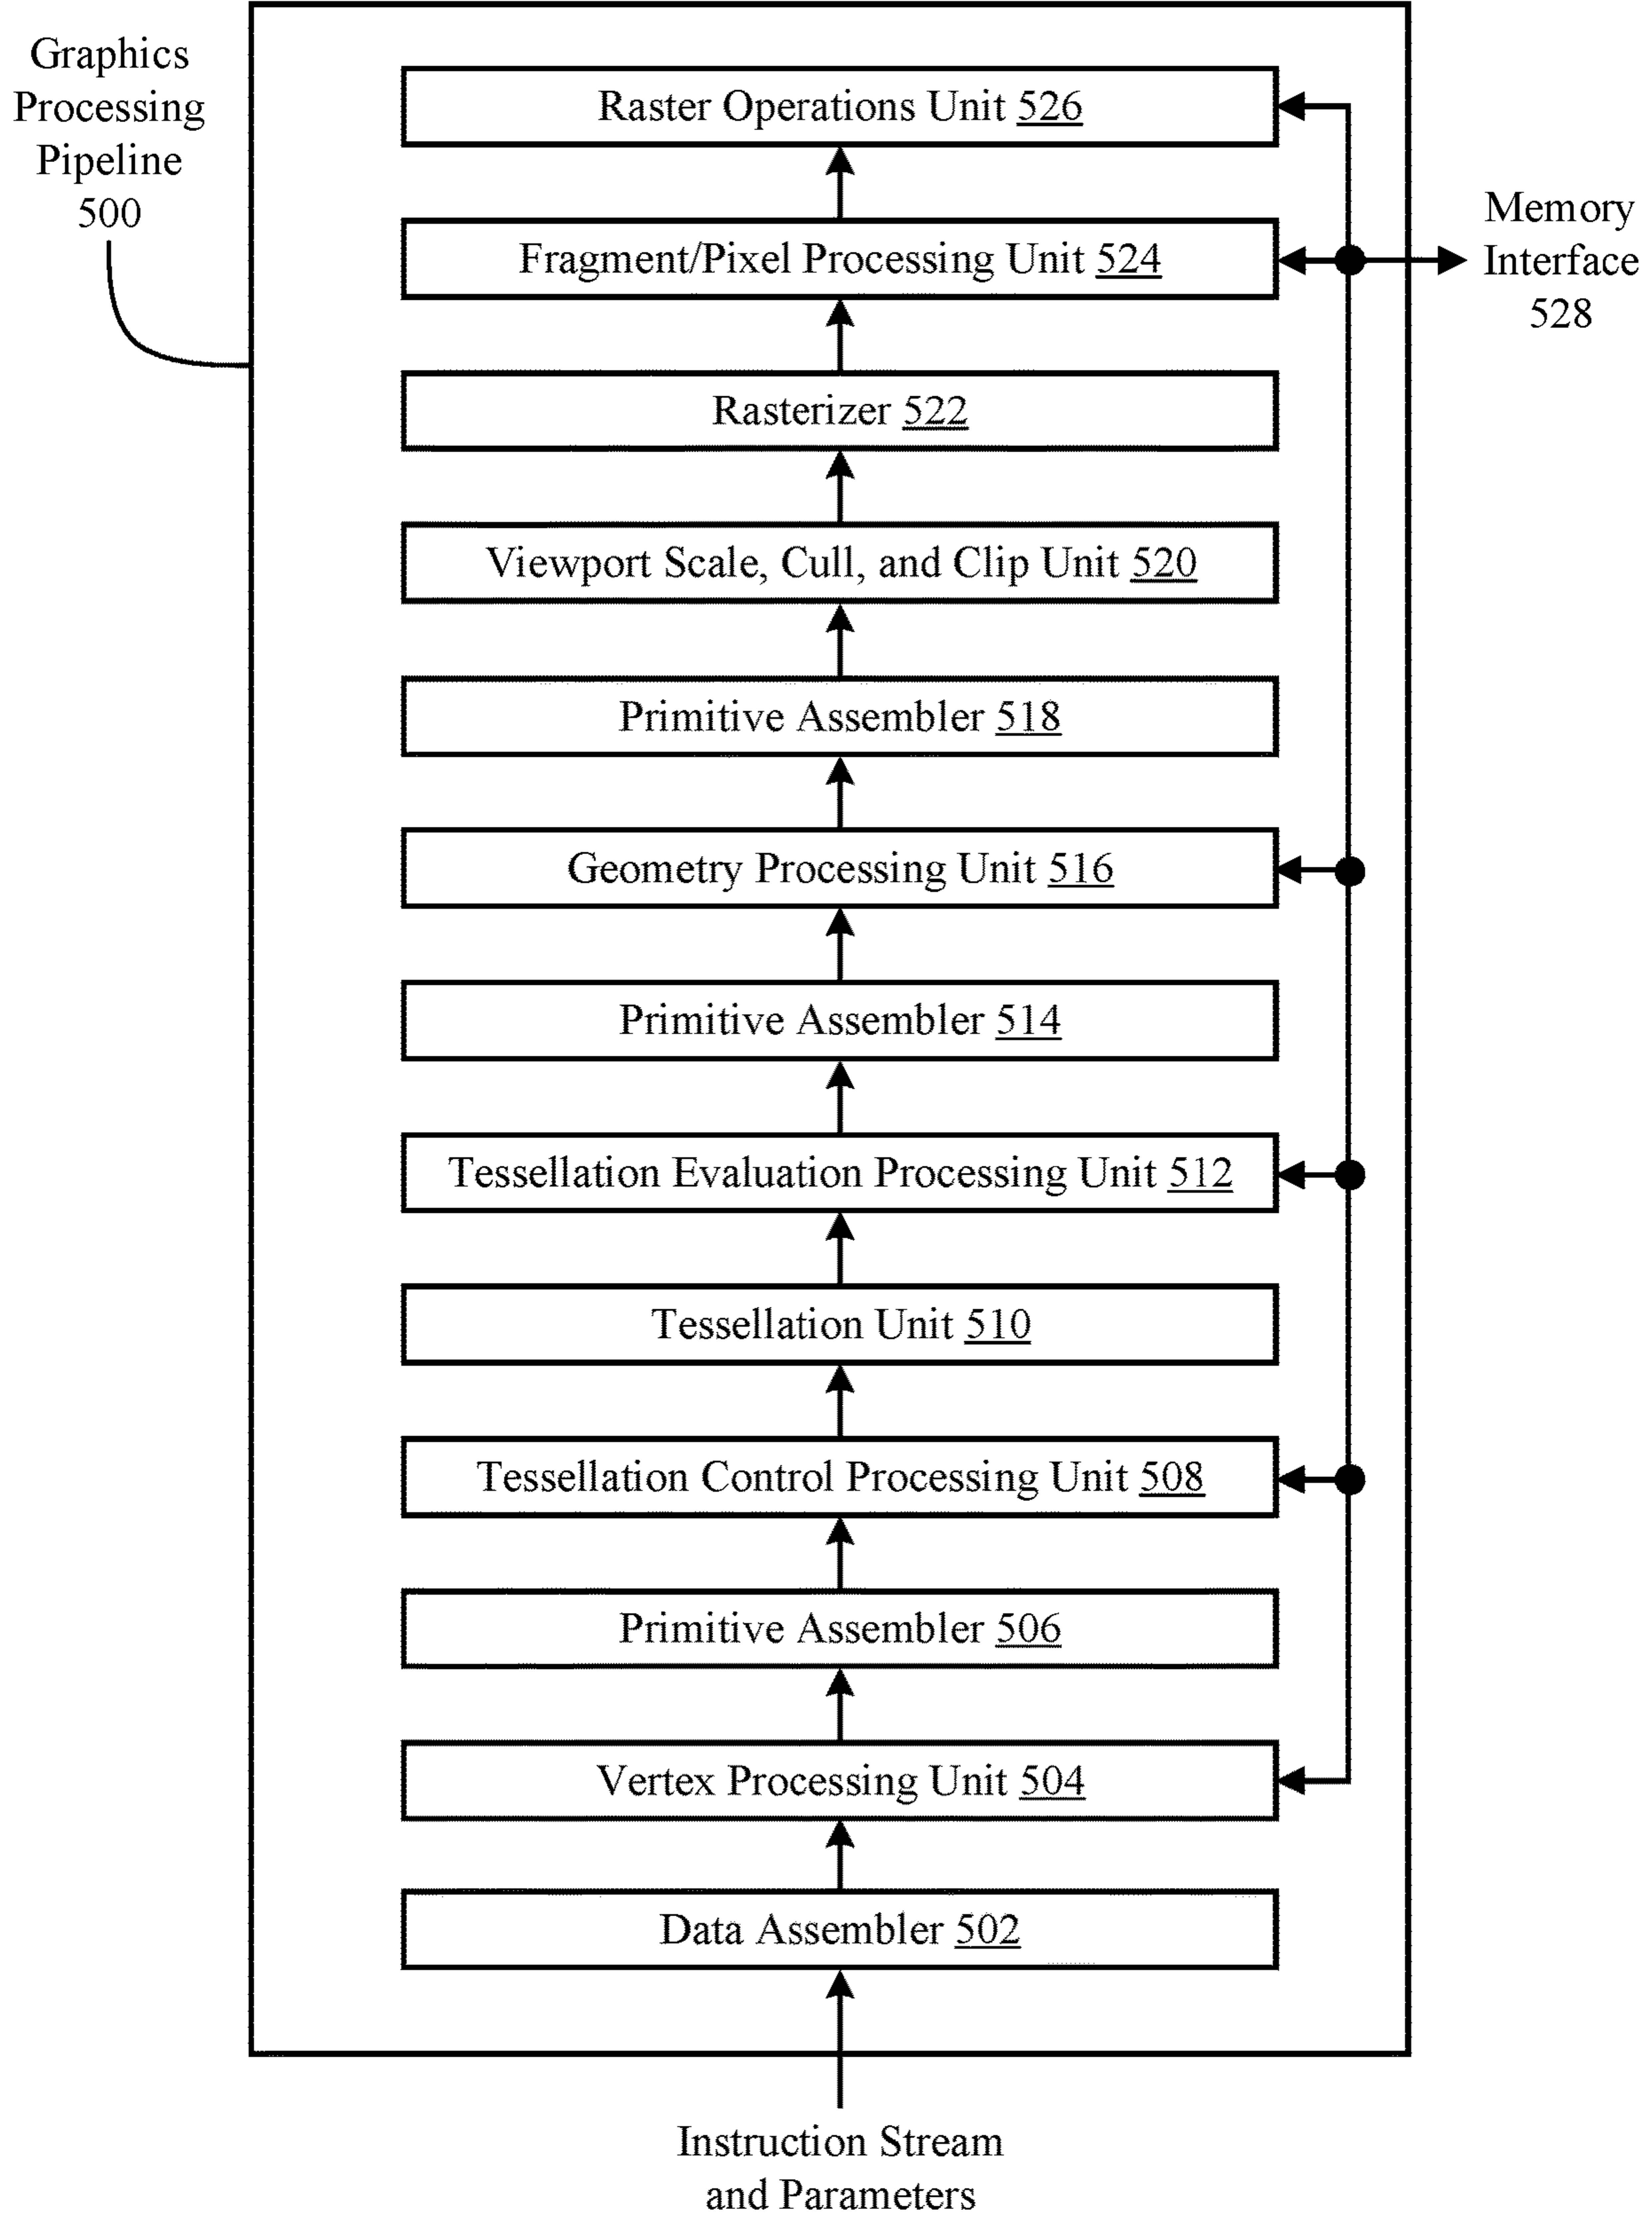 Graphics
Processing
Pipeline
500
Raster Operations Unit 526
Fragment/Pixel Processing Unit 524
Memory
Interface
528
Rasterizer 522
Viewport Scale, Cull, and Clip Unit 520
Primitive Assembler 518
Geometry Processing Unit 516
Primitive Assembler 514
Tessellation Evaluation Processing Unit 512
Tessellation Unit 510
Tessellation Control Processing Unit 508
Primitive Assembler 506
Vertex Processing Unit 504
Data Assembler 502
Instruction Stream
and Parameters